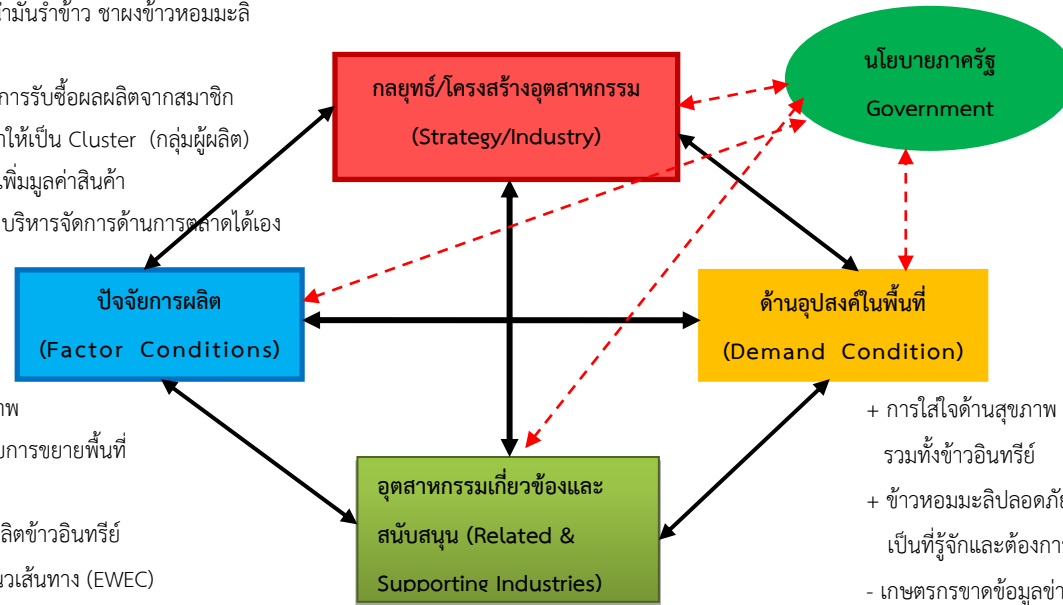 น้ำมันรำข้าว ชาผงข้าวหอมมะลิ
การรับซื้อผลผลิตจากสมาชิก
ให้เป็น Cluster (กลุ่มผู้ผลิต)
เพิ่มมูลค่าสินค้า
บริหารจัดการด้านการตลาดได้เอง
กลยุทธ์/โครงสร้างอุตสาหกรรม
(Strategy/Industry)
นโยบายภาครัฐ
Government
ปัจจัยการผลิต
(Factor Conditions)
ด้านอุปสงค์ในพื้นที่
(Demand Condition)
การขยายพื้นที่
ข้าวอินทรีย์
เส้นทาง (EWEC)
อุตสาหกรรมเกี่ยวข้องและ
สนับสนุน (Related &
Supporting Industries)
+ การใส่ใจด้านสุขภาพ
รวมทั้งข้าวอินทรีย์
+ ข้าวหอมมะลิปลอดภัย
เป็นที่รู้จักและต้องการ
- เกษตรกรขาดข้อมูล